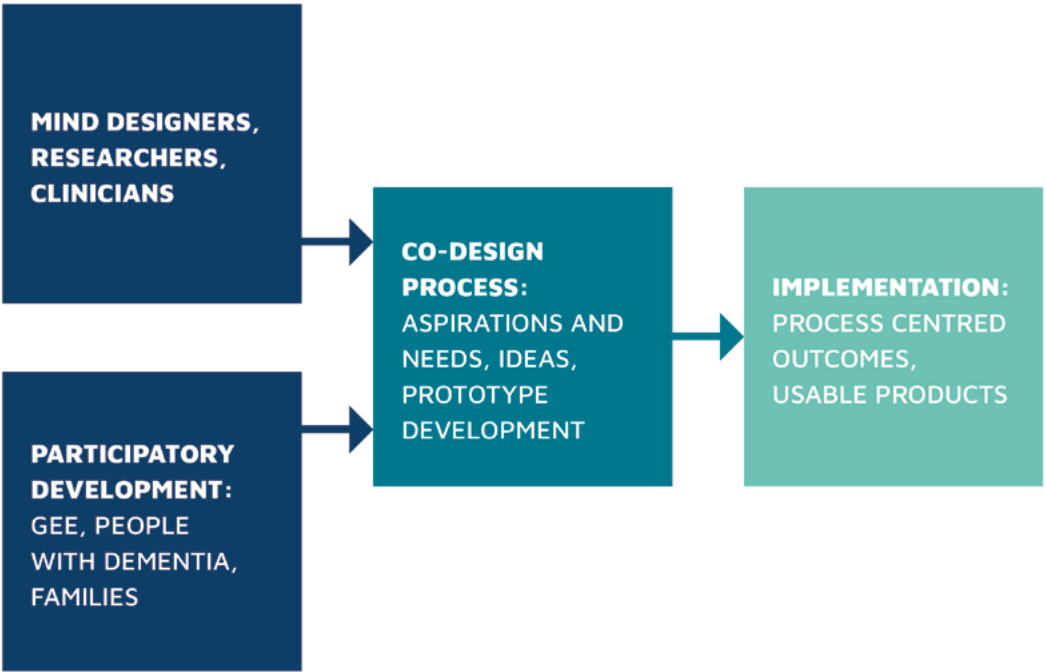 MIND DESIGNERS,
RESEARCHERS,
CLINICIANS
PARTICIPATORY
DEVELOPMENT:
GEE, PEOPLE
WITH DEMENTIA,
FAMILIES
CO-DESIGN
PROCESS:
ASPIRATIONS AND
NEEDS, IDEAS,
PROTOTYPE
DEVELOPMENT
IMPLEMENTATION:
PROCESS CENTRED
OUTCOMES,
USABLE PRODUCTS